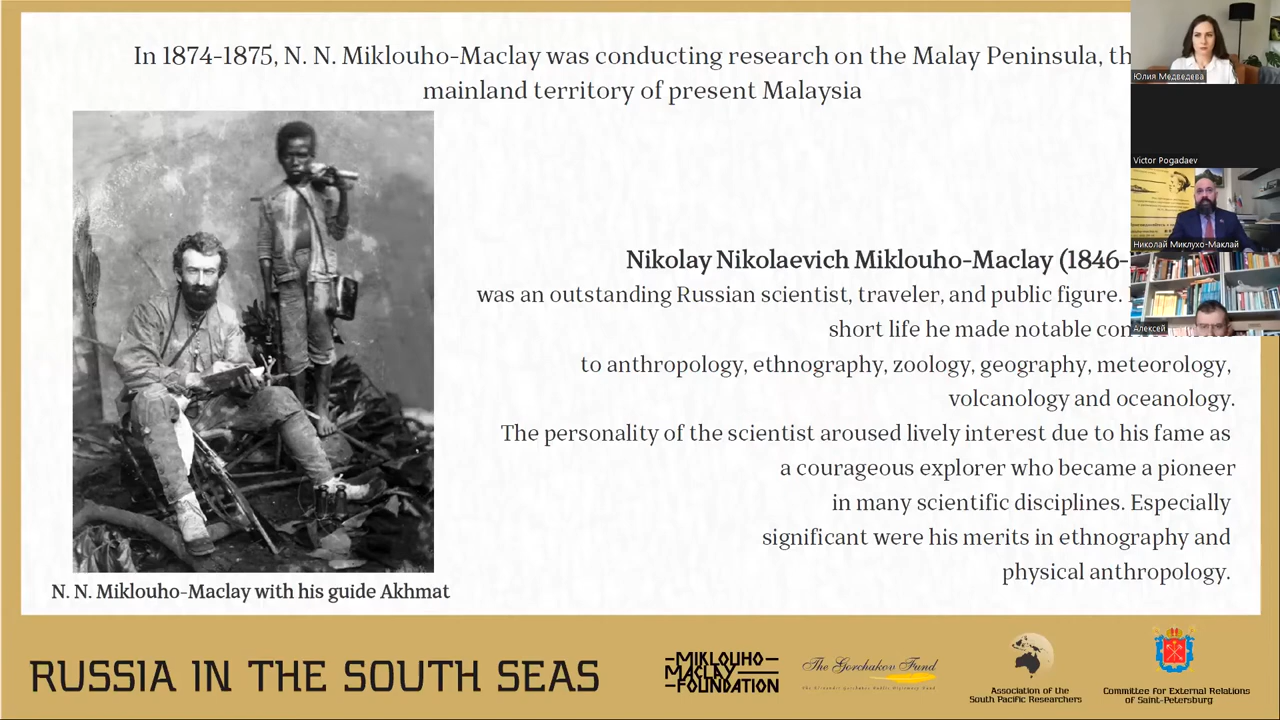 In 1874-1875, N. N. Miklouho-Maclay was conducting research on the Malay Peninsula, th
mainland territory of present Malaysia
Nikolay Nikolaevich Miklouho-Maclay (1846-
was an outstanding Russian scientist, traveler, and public figure.
short life he made notable con
to anthropology, ethnography, zoology, geography, meteorology,
volcanology and oceanology.
The personality of the scientist aroused lively interest due to his fame as
a courageous explorer who became a pioneer
in many scientific disciplines. Especially
significant were his merits in ethnography and
physical anthropology.
N. N. Miklouho-Maclay with his guide Akhmat
Юлия Медведева
Victor Pogadaev
Николай Миклухо-Маклай
Алексей
RUSSIA IN THE SOUTH SEAS
MIKLOUHO
MACLAY
FOUNDATION
The Gorchakov Fund
The Alexander Gorchakov Public Diplomacy Fund
Association of the
South Pacific Researchers
Committee for External Relations
of Saint-Petersburg